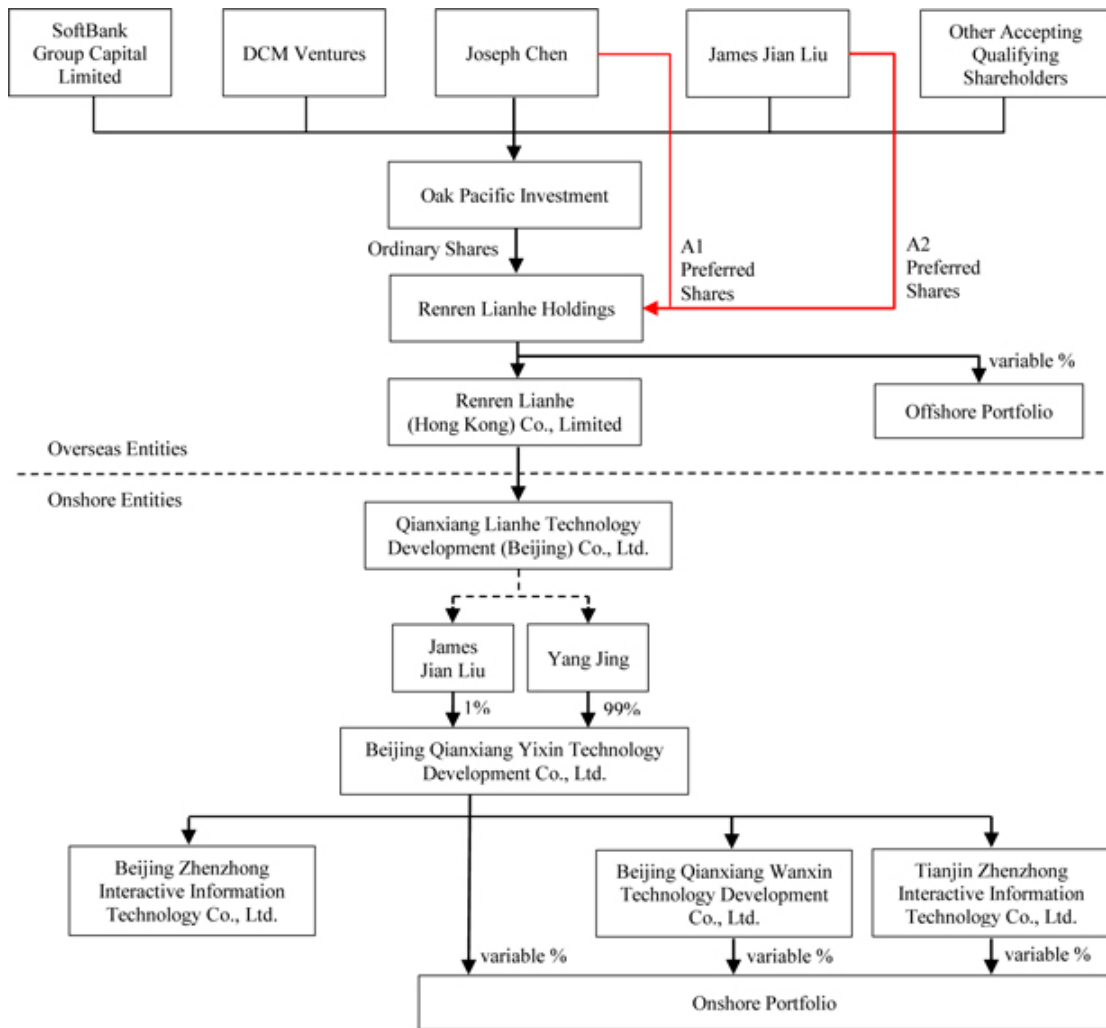 SoftBank
Group Capital
Limited
DCM Ventures
Joseph Chen
James Jian Liu
Other Accepting
Qualifying
Shareholders
Oak Pacific Investment
Ordinary Shares
A1
Preferred
Shares
A2
Preferred
Shares
Renren Lianhe Holdings
variable %
Renren Lianhe
(Hong Kong) Co., Limited
Offshore Portfolio
Overseas Entities
Onshore Entities
Qianxiang Lianhe Technology
Development (Beijing) Co., Ltd.
James
Jian Liu
Yang Jing
1%
99%
Beijing Qianxiang Yixin Technology
Development Co., Ltd.
Beijing Zhenzhong
Interactive Information
Technology Co., Ltd.
Beijing Qianxiang Wanxin
Technology Development
Co., Ltd.
Tianjin Zhenzhong
Interactive Information
Technology Co., Ltd.
variable %
variable %
variable %
Onshore Portfolio